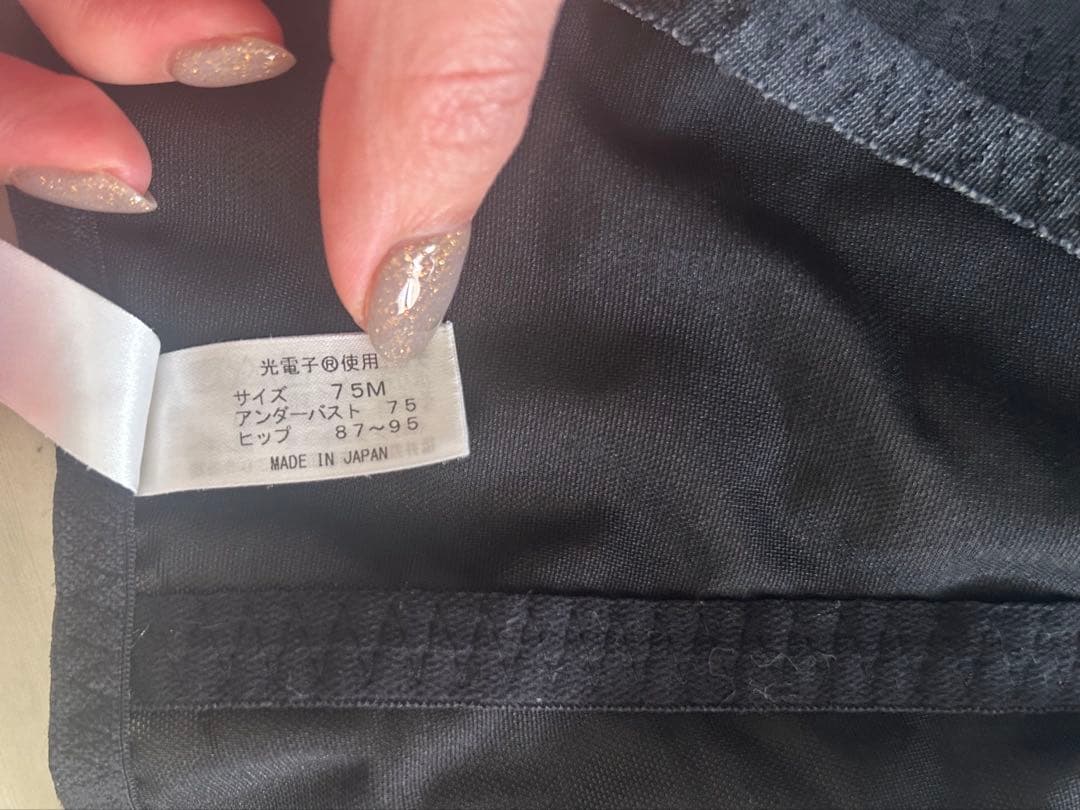 光電子®使用
サイズ 75M
アンダーバスト 75
ヒップ 87～95
MADE IN JAPAN